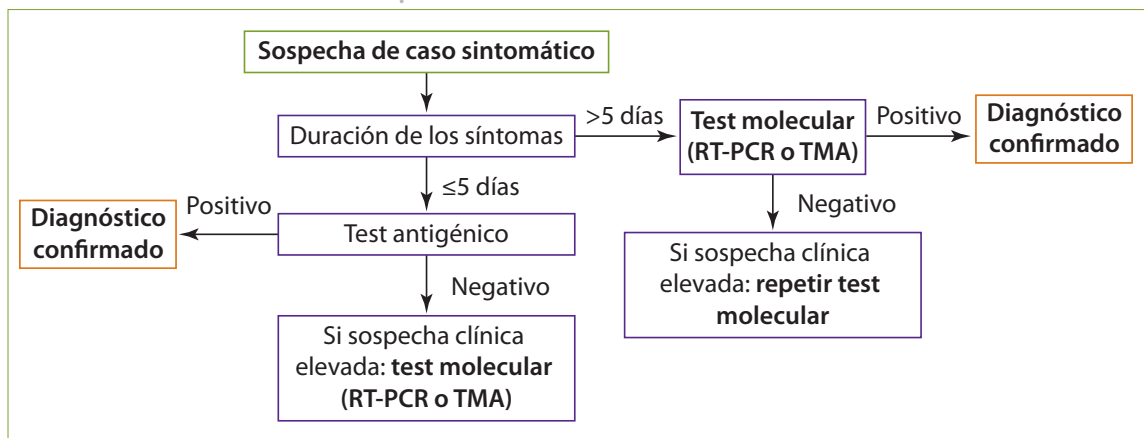 Sospecha de caso sintomático
Duración de los síntomas
>5 días
Test molecular
(RT-PCR o TMA)
Positivo
Diagnóstico
confirmado
≤5 días
Negativo
Diagnóstico
confirmado
Positivo
Test antigénico
Si sospecha clínica
elevada: repetir test
molecular
Negativo
Si sospecha clínica
elevada: test molecular
(RT-PCR o TMA)